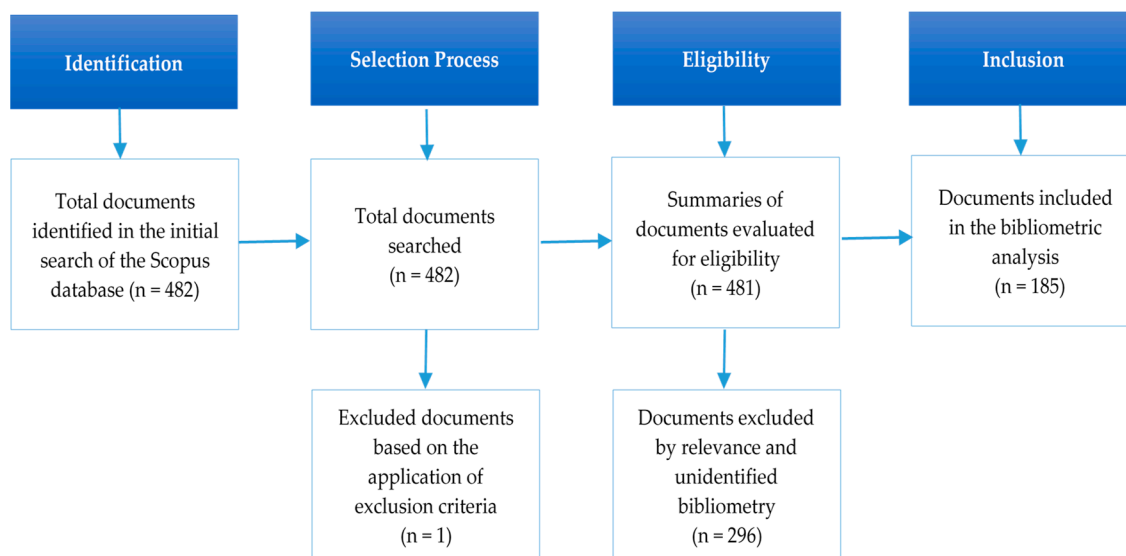 Identification
Selection Process
Eligibility
Inclusion
Total documents
identified in the initial
search of the Scopus
database (n = 482)
Total documents
searched
(n = 482)
Summaries of
documents evaluated
for eligibility
(n = 481)
Documents included
in the bibliometric
analysis
(n = 185)
Excluded documents
based on the
application of
exclusion criteria
(n = 1)
Documents excluded
by relevance and
unidentified
bibliometry
(n = 296)